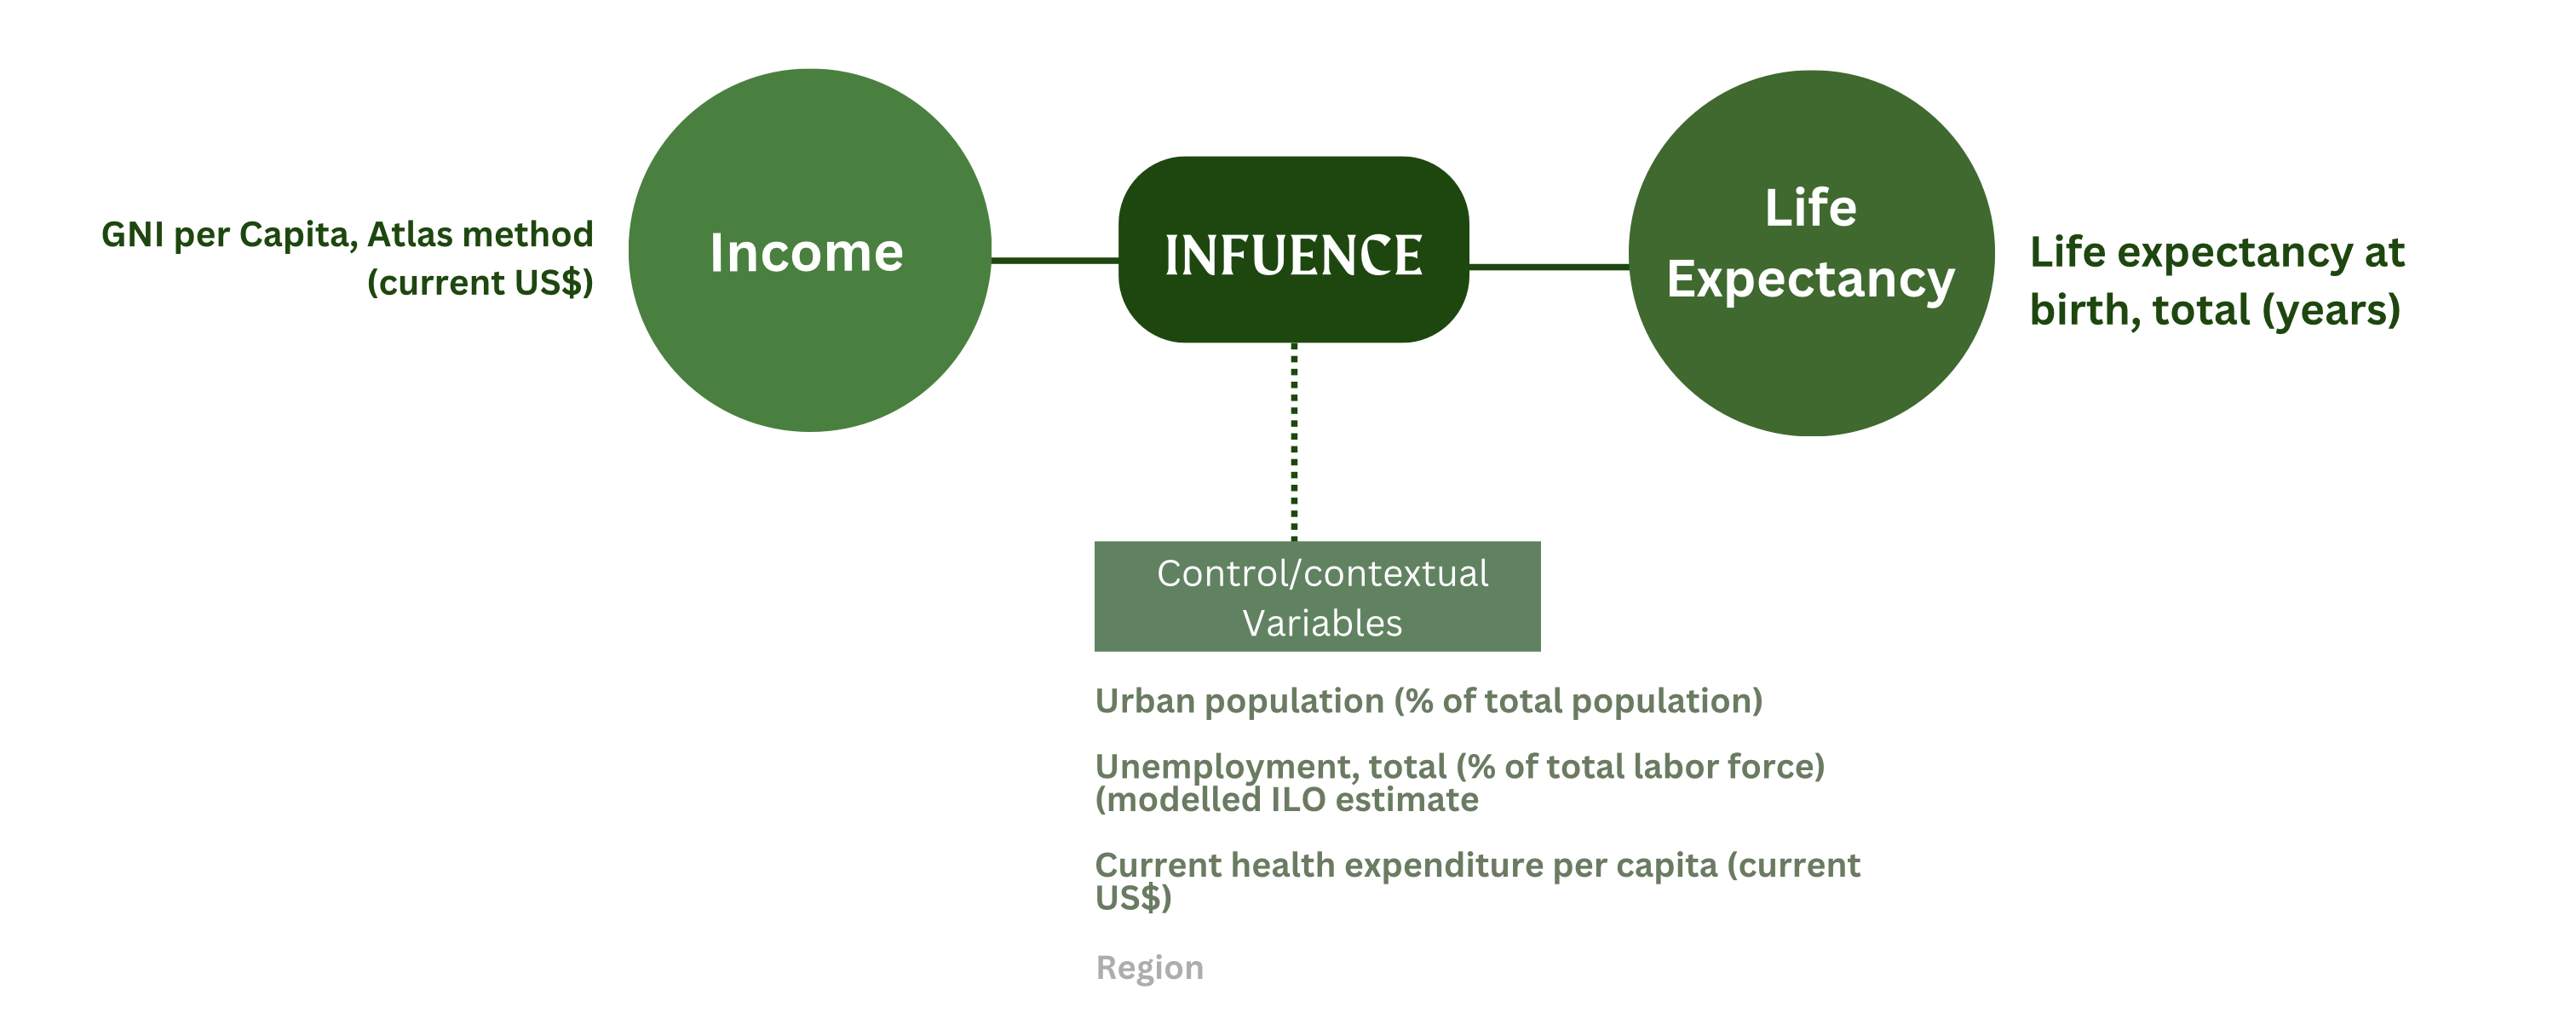 GNI per Capita, Atlas method
(current US$)
Income
INFUENCE
Life
Expectancy
Life expectancy at
birth, total (years)
Control/contextual
Variables
Urban population (% of total population)
Unemployment, total (% of total labor force)
(modelled ILO estimate
Current health expenditure per capita (current
US$)
Region